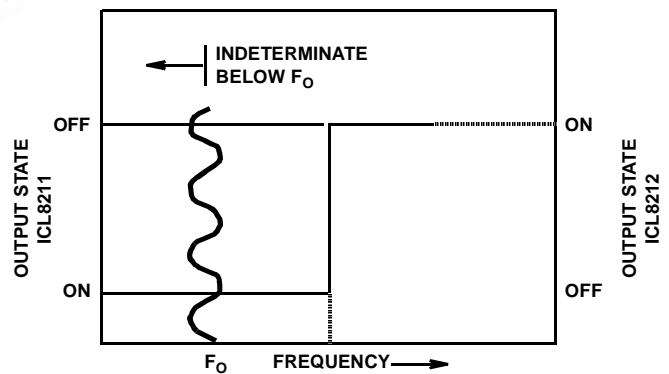 INDETERMINATE
BELOW FO
OFF
ON
OUTPUT STATE
ICL8211
OUTPUT STATE
ICL8212
ON
OFF
FO
FREQUENCY